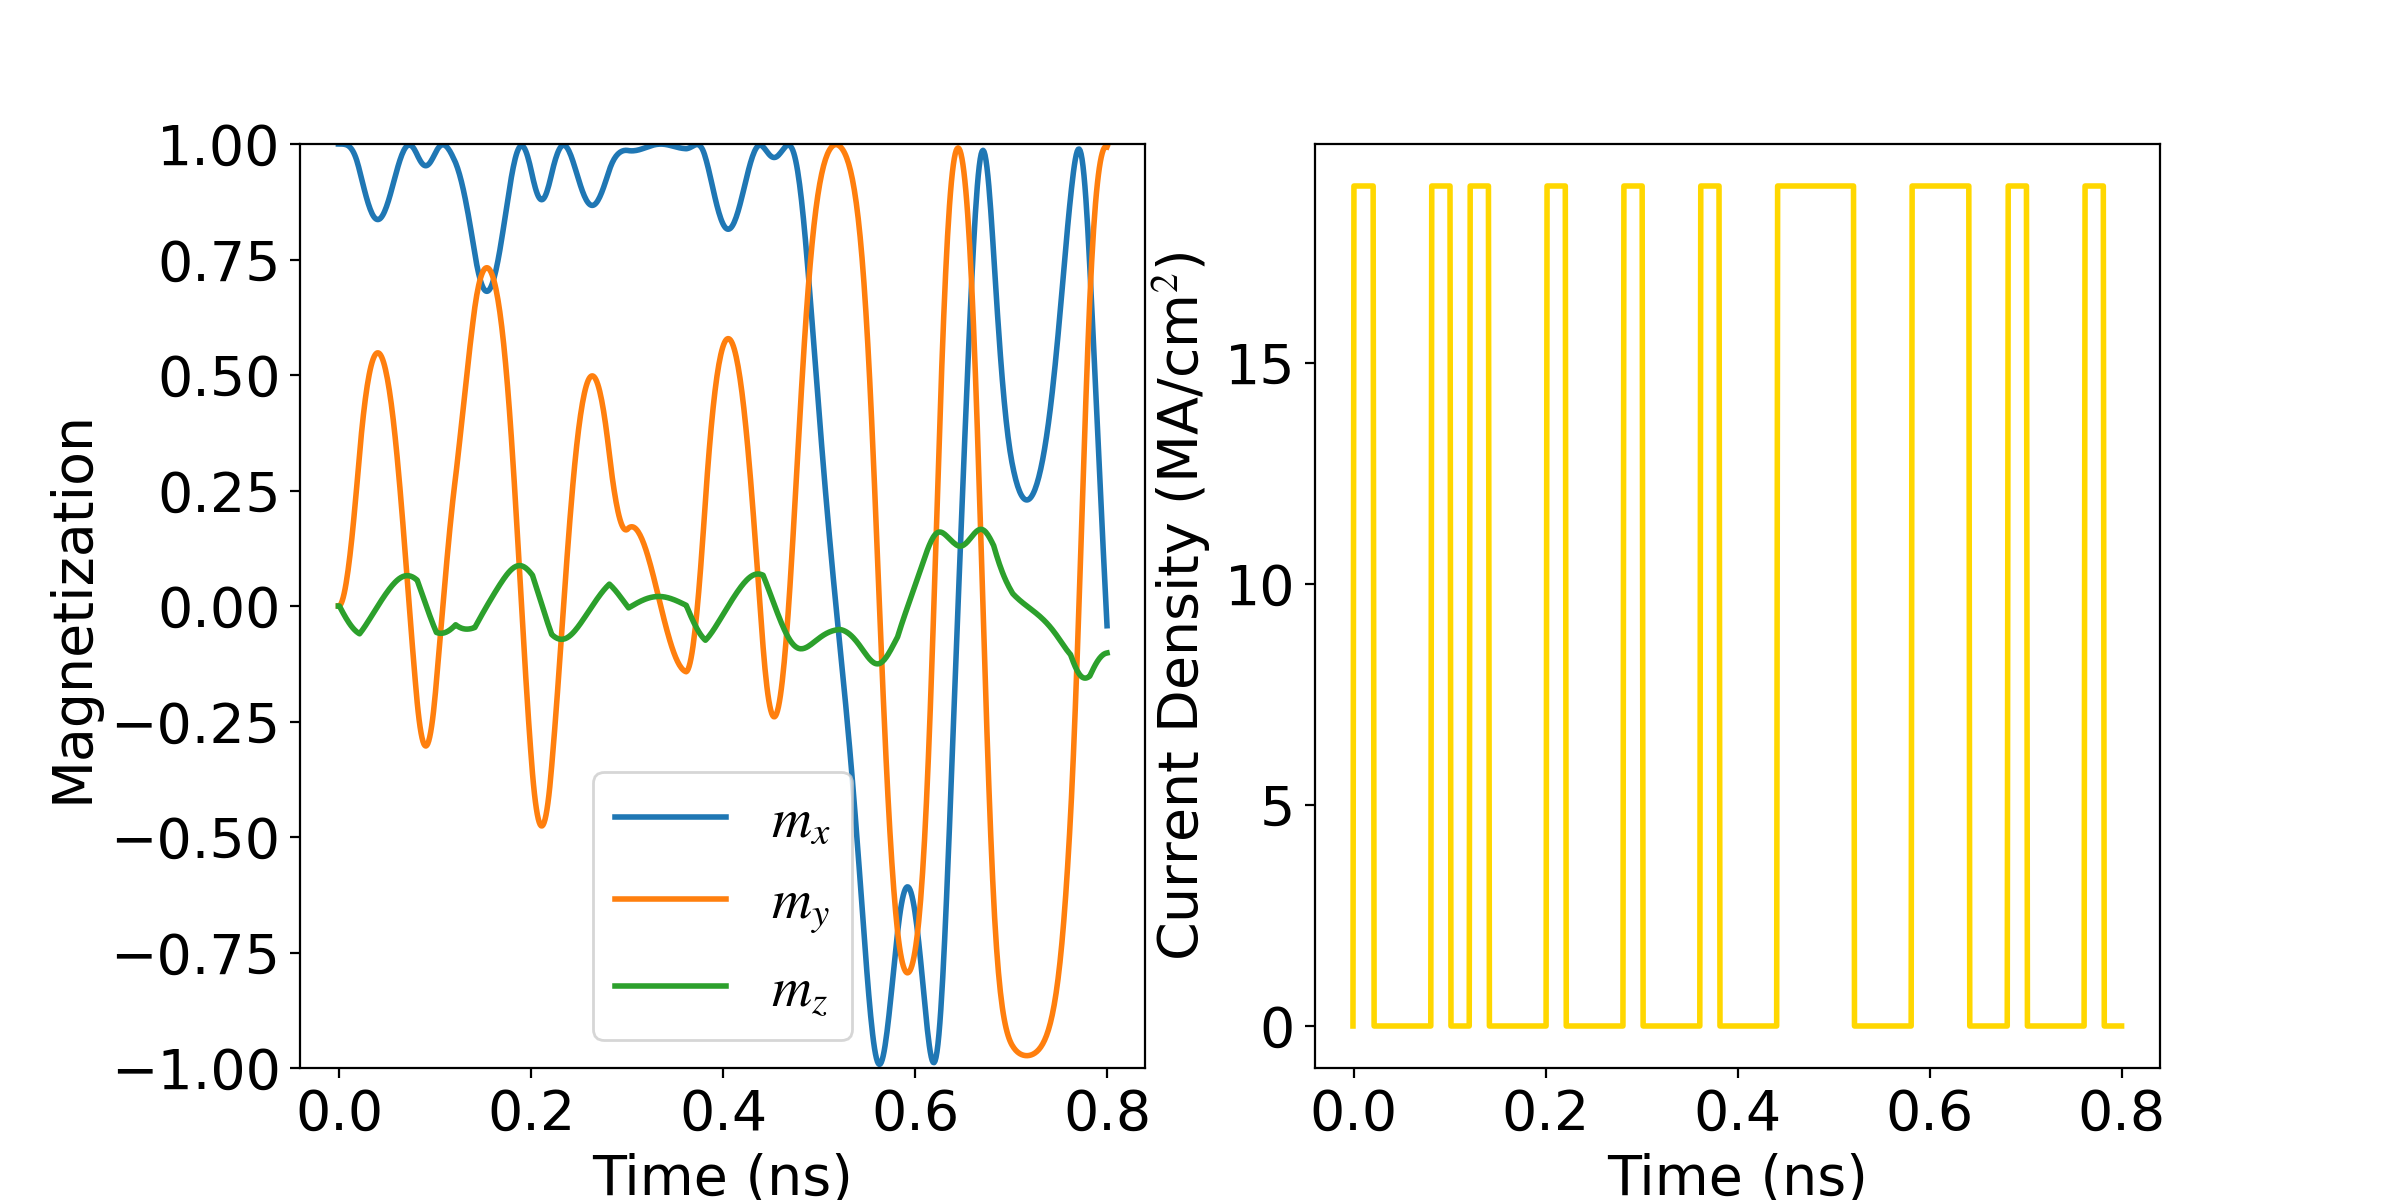 Magnetization
1.00
0.75
0.50
0.25
0.00
−0.25
−0.50
−0.75
−1.00
0.0 0.2 0.4 0.6 0.8
Time (ns)
m_x
m_y
m_z
Current Density (MA/cm²)
15
10
5
0
0.0 0.2 0.4 0.6 0.8
Time (ns)